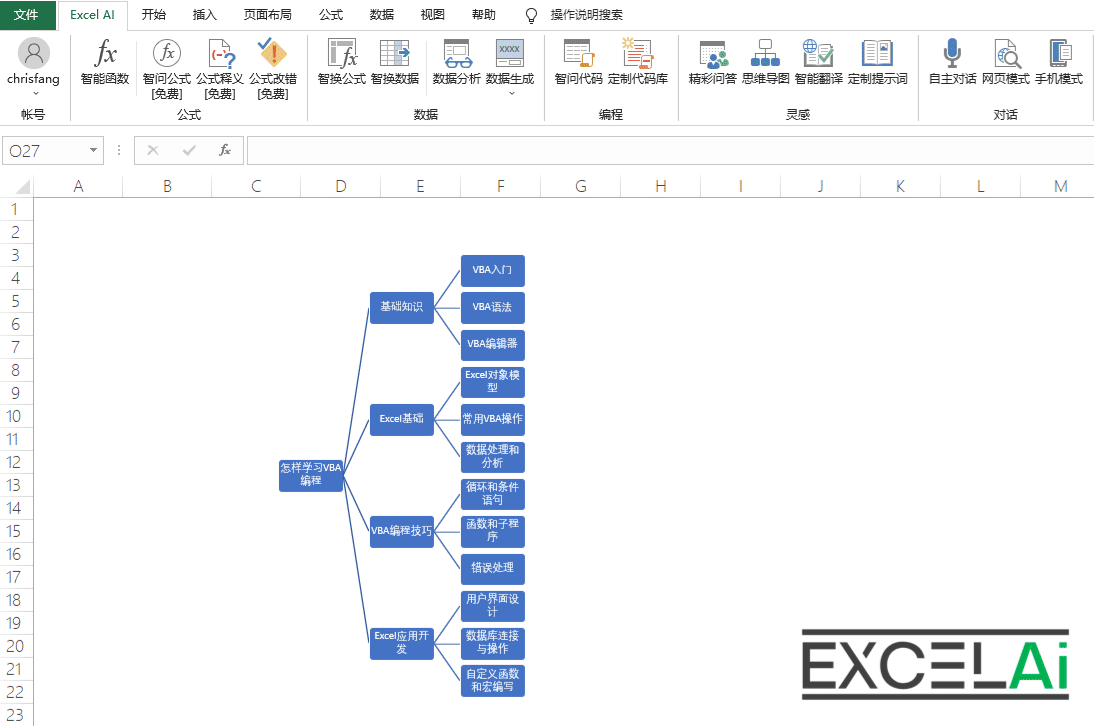 文件 Excel AI 开始 插入 页面布局 公式 数据 视图 帮助 操作说明搜索
chrisfang
帐号
fx
智能函数
智问公式
[免费]
公式释义
[免费]
公式改错
[免费]
公式
智换公式
智换数据
数据分析
数据生成
数据
智问代码
定制代码库
编程
精彩问答
思维导图
智能翻译
定制提示词
灵感
自主对话
网页模式
手机模式
对话
O27
fx
A B C D E F G H I J K L M
1
2
3
4
5
6
7
8
9
10
11
12
13
14
15
16
17
18
19
20
21
22
23
怎样学习VBA
编程
基础知识
VBA入门
VBA语法
VBA编辑器
Excel基础
Excel对象模
型
常用VBA操作
数据处理和
分析
VBA编程技巧
循环和条件
语句
函数和子程
序
错误处理
Excel应用开
发
用户界面设
计
数据库连接
与操作
自定义函数
和宏编写
EXCELAi